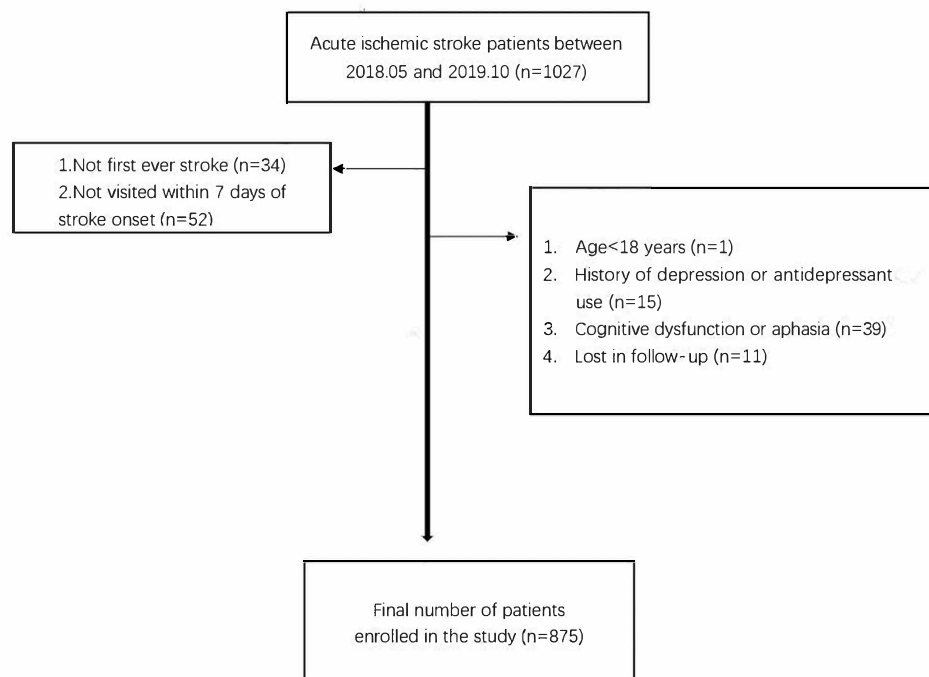 Acute ischemic stroke patients between
2018.05 and 2019.10 (n=1027)
1.Not first ever stroke (n=34)
2.Not visited within 7 days of
stroke onset (n=52)
1. Age<18 years (n=1)
2. History of depression or antidepressant
use (n=15)
3. Cognitive dysfunction or aphasia (n=39)
4. Lost in follow-up (n=11)
Final number of patients
enrolled in the study (n=875)